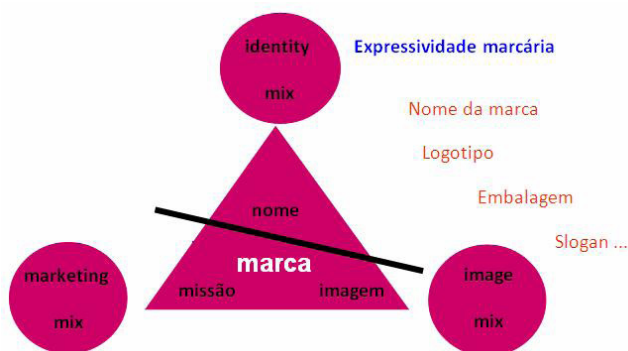 identity
mix
Expressividade marcária
Nome da marca
Logotipo
Embalagem
Slogan ...
nome
marca
missão
imagem
marketing
mix
image
mix